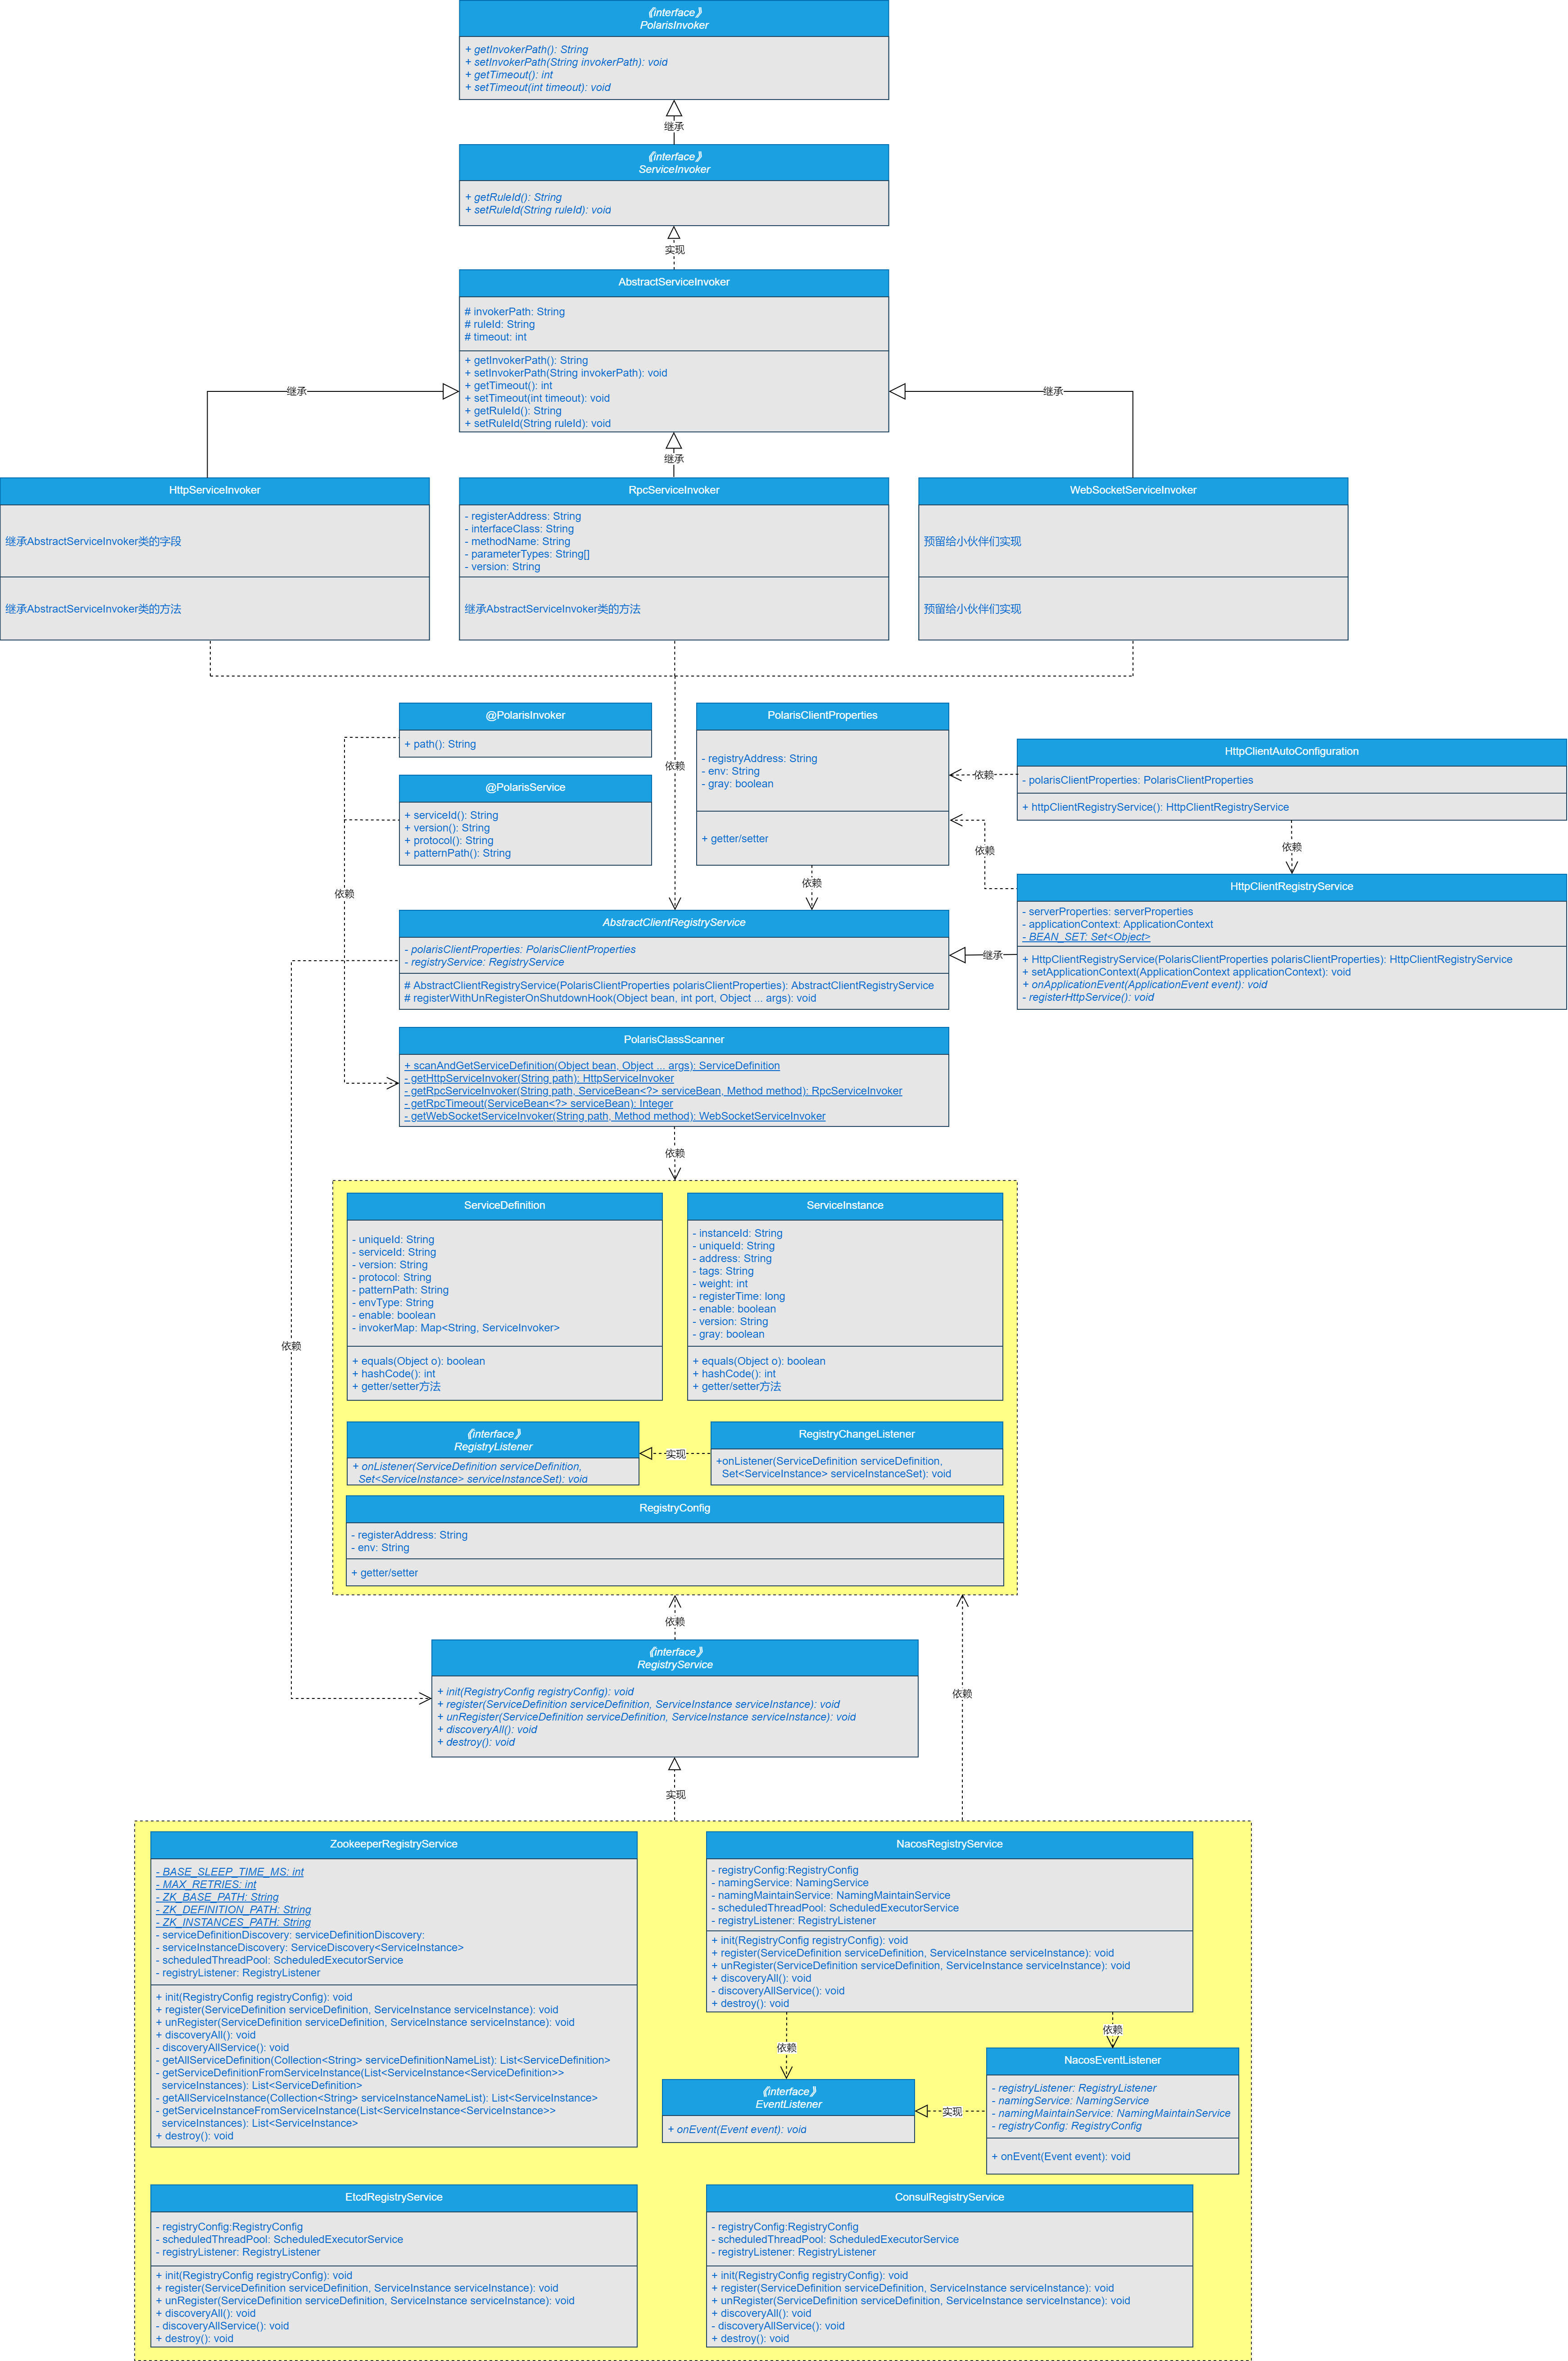 《interface》
PolarisInvoker
+ getInvokerPath(): String
+ setInvokerPath(String invokerPath): void
+ getTimeout(): int
+ setTimeout(int timeout): void
继承
《interface》
ServiceInvoker
+ getRuleId(): String
+ setRuleId(String ruleId): void
实现
AbstractServiceInvoker
# invokerPath: String
# ruleId: String
# timeout: int
+ getInvokerPath(): String
+ setInvokerPath(String invokerPath): void
+ getTimeout(): int
+ setTimeout(int timeout): void
+ getRuleId(): String
+ setRuleId(String ruleId): void
继承
继承
继承
HttpServiceInvoker
继承AbstractServiceInvoker类的字段
继承AbstractServiceInvoker类的方法
RpcServiceInvoker
- registerAddress: String
- interfaceClass: String
- methodName: String
- parameterTypes: String[]
- version: String
继承AbstractServiceInvoker类的方法
WebSocketServiceInvoker
预留给小伙伴们实现
预留给小伙伴们实现
@PolarisInvoker
+ path(): String
@PolarisService
+ serviceId(): String
+ version(): String
+ protocol(): String
+ patternPath(): String
依赖
依赖
PolarisClientProperties
- registryAddress: String
- env: String
- gray: boolean
+ getter/setter
依赖
依赖
依赖
HttpClientAutoConfiguration
- polarisClientProperties: PolarisClientProperties
+ httpClientRegistryService(): HttpClientRegistryService
依赖
HttpClientRegistryService
- serverProperties: serverProperties
- applicationContext: ApplicationContext
- BEAN_SET: Set<Object>
+ HttpClientRegistryService(PolarisClientProperties polarisClientProperties): HttpClientRegistryService
+ setApplicationContext(ApplicationContext applicationContext): void
+ onApplicationEvent(ApplicationEvent event): void
- registerHttpService(): void
继承
AbstractClientRegistryService
- polarisClientProperties: PolarisClientProperties
- registryService: RegistryService
# AbstractClientRegistryService(PolarisClientProperties polarisClientProperties): AbstractClientRegistryService
# registerWithUnRegisterOnShutdownHook(Object bean, int port, Object ... args): void
PolarisClassScanner
+ scanAndGetServiceDefinition(Object bean, Object ... args): ServiceDefinition
- getHttpServiceInvoker(String path): HttpServiceInvoker
- getRpcServiceInvoker(String path, ServiceBean<?> serviceBean, Method method): RpcServiceInvoker
- getRpcTimeout(ServiceBean<?> serviceBean): Integer
- getWebSocketServiceInvoker(String path, Method method): WebSocketServiceInvoker
依赖
ServiceDefinition
- uniqueId: String
- serviceId: String
- version: String
- protocol: String
- patternPath: String
- envType: String
- enable: boolean
- invokerMap: Map<String, ServiceInvoker>
+ equals(Object o): boolean
+ hashCode(): int
+ getter/setter方法
ServiceInstance
- instanceId: String
- uniqueId: String
- address: String
- tags: String
- weight: int
- registerTime: long
- enable: boolean
- version: String
- gray: boolean
+ equals(Object o): boolean
+ hashCode(): int
+ getter/setter方法
依赖
《interface》
RegistryListener
+ onListener(ServiceDefinition serviceDefinition,
Set<ServiceInstance> serviceInstanceSet): void
实现
RegistryChangeListener
+onListener(ServiceDefinition serviceDefinition,
Set<ServiceInstance> serviceInstanceSet): void
RegistryConfig
- registerAddress: String
- env: String
+ getter/setter
依赖
《interface》
RegistryService
+ init(RegistryConfig registryConfig): void
+ register(ServiceDefinition serviceDefinition, ServiceInstance serviceInstance): void
+ unRegister(ServiceDefinition serviceDefinition, ServiceInstance serviceInstance): void
+ discoveryAll(): void
+ destroy(): void
依赖
实现
ZookeeperRegistryService
- BASE_SLEEP_TIME_MS: int
- MAX_RETRIES: int
- ZK_BASE_PATH: String
- ZK_DEFINITION_PATH: String
- ZK_INSTANCES_PATH: String
- serviceDefinitionDiscovery: serviceDefinitionDiscovery:
- serviceInstanceDiscovery: ServiceDiscovery<ServiceInstance>
- scheduledThreadPool: ScheduledExecutorService
- registryListener: RegistryListener
+ init(RegistryConfig registryConfig): void
+ register(ServiceDefinition serviceDefinition, ServiceInstance serviceInstance): void
+ unRegister(ServiceDefinition serviceDefinition, ServiceInstance serviceInstance): void
+ discoveryAll(): void
- discoveryAllService(): void
- getAllServiceDefinition(Collection<String> serviceDefinitionNameList): List<ServiceDefinition>
- getServiceDefinitionFromServiceInstance(List<ServiceInstance<ServiceDefinition>>
serviceInstances): List<ServiceDefinition>
- getAllServiceInstance(Collection<String> serviceInstanceNameList): List<ServiceInstance>
- getServiceInstanceFromServiceInstance(List<ServiceInstance<ServiceInstance>>
serviceInstances): List<ServiceInstance>
+ destroy(): void
NacosRegistryService
- registryConfig:RegistryConfig
- namingService: NamingService
- namingMaintainService: NamingMaintainService
- scheduledThreadPool: ScheduledExecutorService
- registryListener: RegistryListener
+ init(RegistryConfig registryConfig): void
+ register(ServiceDefinition serviceDefinition, ServiceInstance serviceInstance): void
+ unRegister(ServiceDefinition serviceDefinition, ServiceInstance serviceInstance): void
+ discoveryAll(): void
- discoveryAllService(): void
+ destroy(): void
依赖
依赖
《interface》
EventListener
+ onEvent(Event event): void
实现
NacosEventListener
- registryListener: RegistryListener
- namingService: NamingService
- namingMaintainService: NamingMaintainService
- registryConfig: RegistryConfig
+ onEvent(Event event): void
EtcdRegistryService
- registryConfig:RegistryConfig
- scheduledThreadPool: ScheduledExecutorService
- registryListener: RegistryListener
+ init(RegistryConfig registryConfig): void
+ register(ServiceDefinition serviceDefinition, ServiceInstance serviceInstance): void
+ unRegister(ServiceDefinition serviceDefinition, ServiceInstance serviceInstance): void
+ discoveryAll(): void
- discoveryAllService(): void
+ destroy(): void
ConsulRegistryService
- registryConfig:RegistryConfig
- scheduledThreadPool: ScheduledExecutorService
- registryListener: RegistryListener
+ init(RegistryConfig registryConfig): void
+ register(ServiceDefinition serviceDefinition, ServiceInstance serviceInstance): void
+ unRegister(ServiceDefinition serviceDefinition, ServiceInstance serviceInstance): void
+ discoveryAll(): void
- discoveryAllService(): void
+ destroy(): void